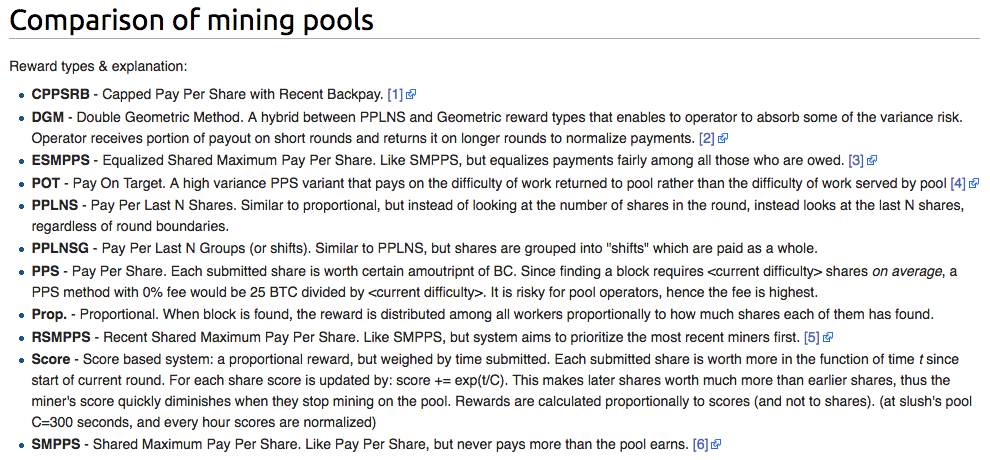 Comparison of mining pools
Reward types & explanation:
CPPSRB - Capped Pay Per Share with Recent Backpay. [1]
DGM - Double Geometric Method. A hybrid between PPLNS and Geometric reward types that enables to operator to absorb some of the variance risk.
Operator receives portion of payout on short rounds and returns it on longer rounds to normalize payments. [2]
ESMPPS - Equalized Shared Maximum Pay Per Share. Like SMPPS, but equalizes payments fairly among all those who are owed. [3]
POT - Pay On Target. A high variance PPS variant that pays on the difficulty of work returned to pool rather than the difficulty of work served by pool [4]
PPLNS - Pay Per Last N Shares. Similar to proportional, but instead of looking at the number of shares in the round, instead looks at the last N shares,
regardless of round boundaries.
PPLNSG - Pay Per Last N Groups (or shifts). Similar to PPLNS, but shares are grouped into "shifts" which are paid as a whole.
PPS - Pay Per Share. Each submitted share is worth certain amoutripnt of BC. Since finding a block requires <current difficulty> shares on average, a
PPS method with 0% fee would be 25 BTC divided by <current difficulty>. It is risky for pool operators, hence the fee is highest.
Prop. - Proportional. When block is found, the reward is distributed among all workers proportionally to how much shares each of them has found.
RSMPPS - Recent Shared Maximum Pay Per Share. Like SMPPS, but system aims to prioritize the most recent miners first. [5]
Score - Score based system: a proportional reward, but weighed by time submitted. Each submitted share is worth more in the function of time t since
start of current round. For each share score is updated by: score += exp(t/C). This makes later shares worth much more than earlier shares, thus the
miner's score quickly diminishes when they stop mining on the pool. Rewards are calculated proportionally to scores (and not to shares). (at slush's pool
C=300 seconds, and every hour scores are normalized)
SMPPS - Shared Maximum Pay Per Share. Like Pay Per Share, but never pays more than the pool earns. [6]